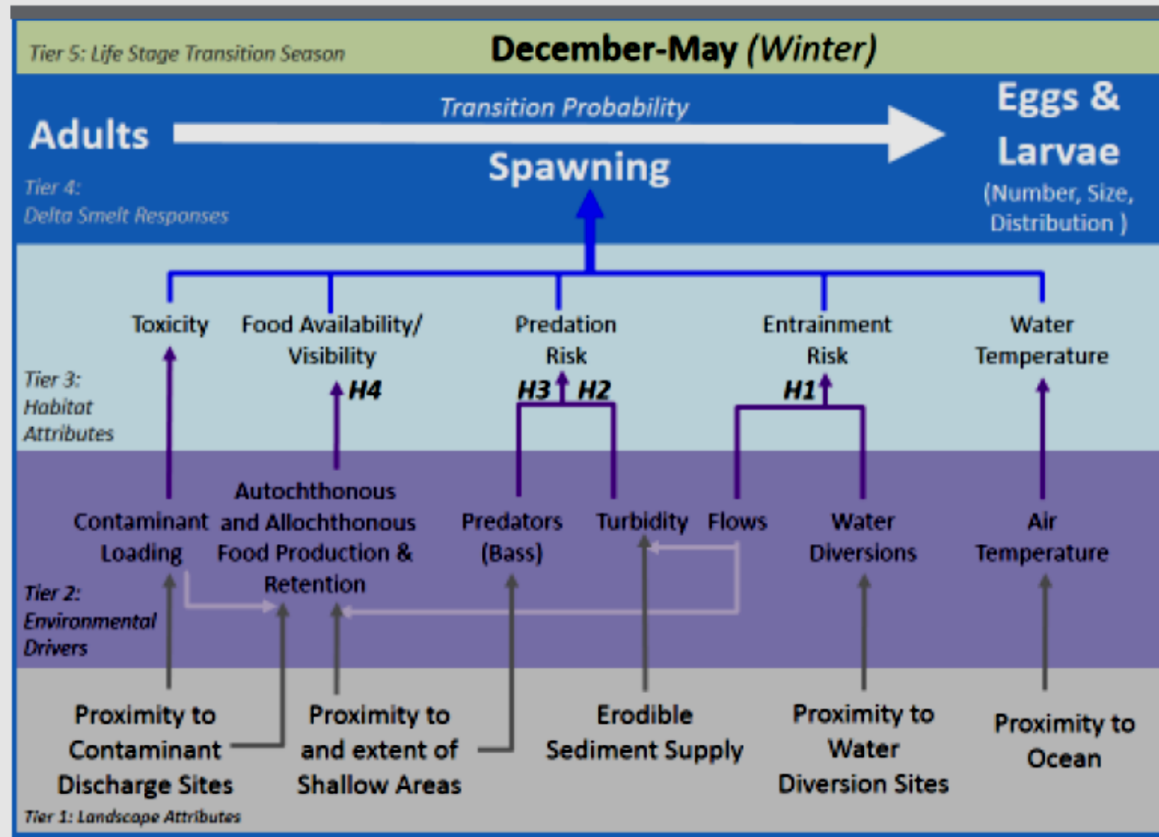 Tier 5: Life Stage Transition Season
December-May (Winter)
Transition Probability
Adults
Spawning
Eggs &
Larvae
(Number, Size,
Distribution )
Tier 4:
Delta Smelt Responses
Toxicity
Food Availability/
Visibility
Predation
Risk
Entrainment
Risk
Water
Temperature
H4
H3
H2
H1
Tier 3:
Habitat
Attributes
Contaminant
Loading
Autochthonous
and Allochthonous
Food Production &
Retention
Predators
(Bass)
Turbidity
Flows
Water
Diversions
Air
Temperature
Tier 2:
Environmental
Drivers
Proximity to
Contaminant
Discharge Sites
Proximity to
and extent of
Shallow Areas
Erodible
Sediment Supply
Proximity to
Water
Diversion Sites
Proximity to
Ocean
Tier 1: Landscape Attributes